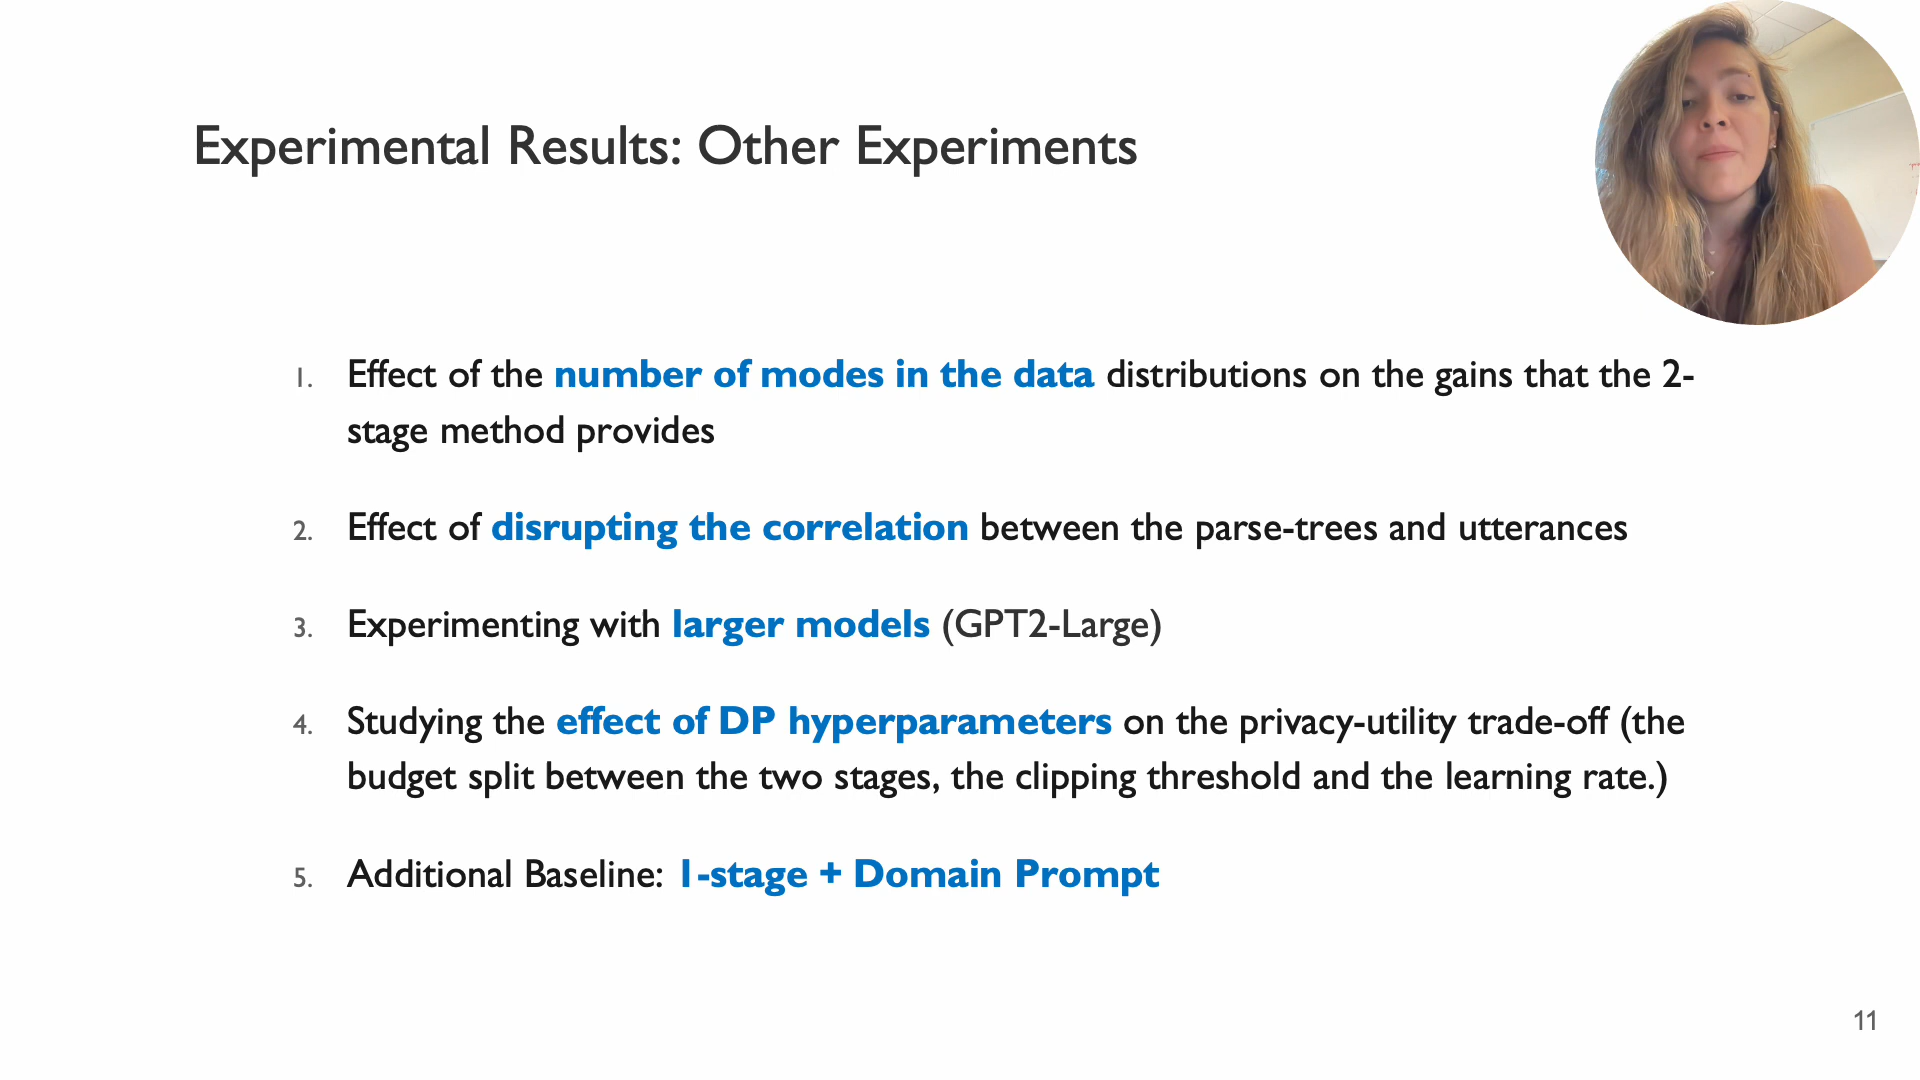 Experimental Results: Other Experiments
1. Effect of the number of modes in the data distributions on the gains that the 2-
stage method provides
2. Effect of disrupting the correlation between the parse-trees and utterances
3. Experimenting with larger models (GPT2-Large)
4. Studying the effect of DP hyperparameters on the privacy-utility trade-off (the
budget split between the two stages, the clipping threshold and the learning rate.)
5. Additional Baseline: 1-stage + Domain Prompt
11